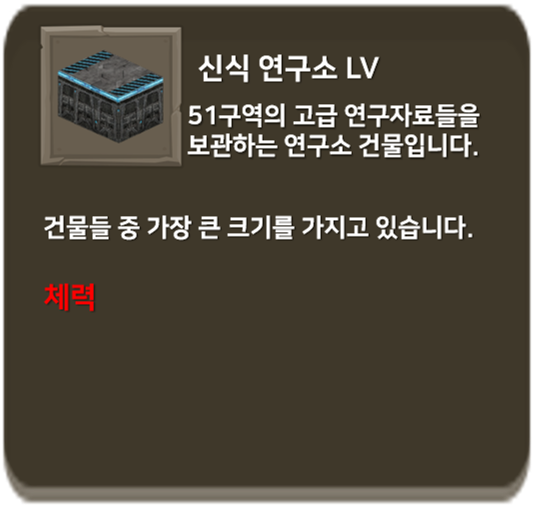 신식 연구소 LV
51구역의 고급 연구자료들을
보관하는 연구소 건물입니다.
건물들 중 가장 큰 크기를 가지고 있습니다.
체력